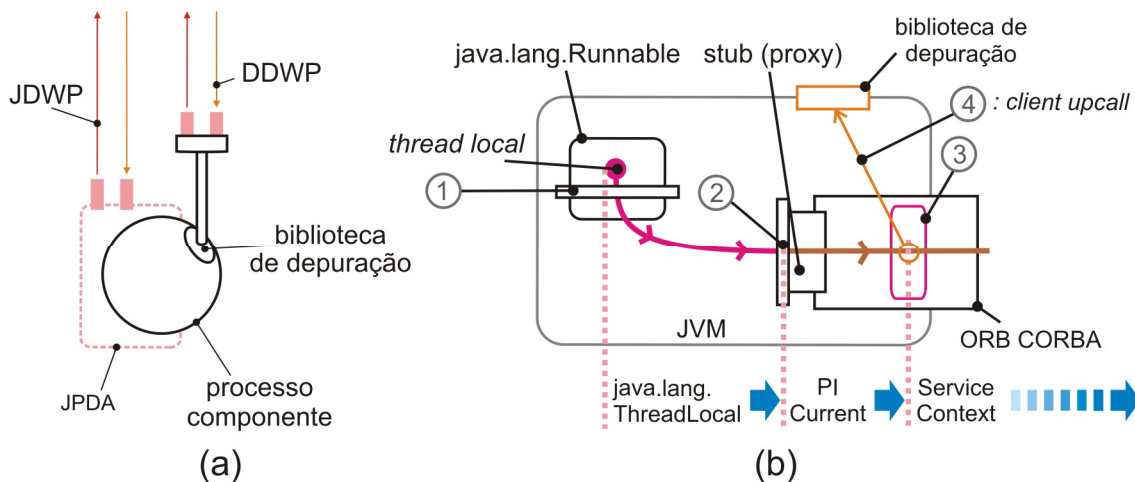 JDWP
DDWP
biblioteca
de depuração
JPDA
processo
componente
(a)
java.lang.Runnable
stub (proxy)
biblioteca de
depuração
4 : client upcall
thread local
1
2
3
JVM
ORB CORBA
java.lang.
ThreadLocal
PI
Current
Service
Context
(b)